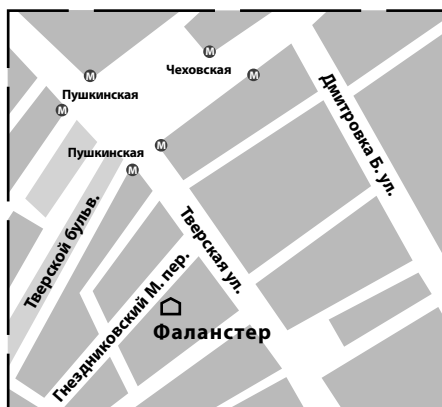 М
Чеховская
М
М
Пушкинская
М
М
Пушкинская
М
Дмитровка Б. ул.
Тверской бульв.
Тверская ул.
Гнездниковский М. пер.
Фаланстер